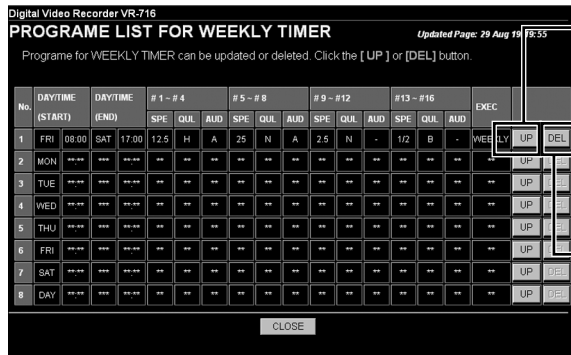 Digital Video Recorder VR-716
PROGRAME LIST FOR WEEKLY TIMER
Updated Page: 29 Aug 19:55
Programe for WEEKLY TIMER can be updated or deleted. Click the [ UP ] or [DEL] button.
No. DAY/TIME (START) DAY/TIME (END) # 1 ~ # 4 # 5 ~ # 8 # 9 ~ #12 #13 ~ #16 EXEC
SPE QUL AUD SPE QUL AUD SPE QUL AUD SPE QUL AUD
1 FRI 08:00 SAT 17:00 12.5 H A 25 N A 2.5 N - 1/2 B - WEEKLY UP DEL
2 MON **:** *** **:** ** ** ** ** ** ** ** ** ** ** ** ** ** UP DEL
3 TUE **:** *** **:** ** ** ** ** ** ** ** ** ** ** ** ** ** UP DEL
4 WED **:** *** **:** ** ** ** ** ** ** ** ** ** ** ** ** ** UP DEL
5 THU **:** *** **:** ** ** ** ** ** ** ** ** ** ** ** ** ** UP DEL
6 FRI **:** *** **:** ** ** ** ** ** ** ** ** ** ** ** ** ** UP DEL
7 SAT **:** *** **:** ** ** ** ** ** ** ** ** ** ** ** ** ** UP DEL
8 DAY **:** *** **:** ** ** ** ** ** ** ** ** ** ** ** ** ** UP DEL
CLOSE